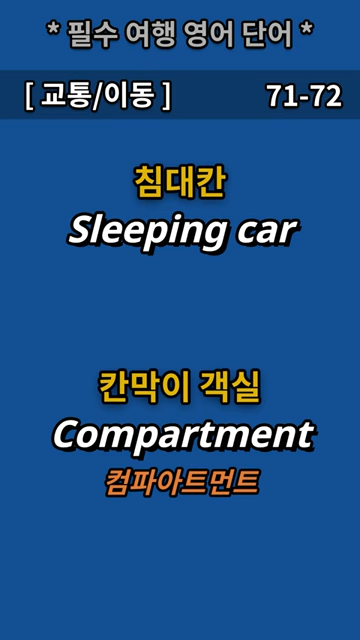 * 필수 여행 영어 단어 *
[ 교통/이동 ] 71-72
침대칸
Sleeping car
칸막이 객실
Compartment
컴파아트먼트